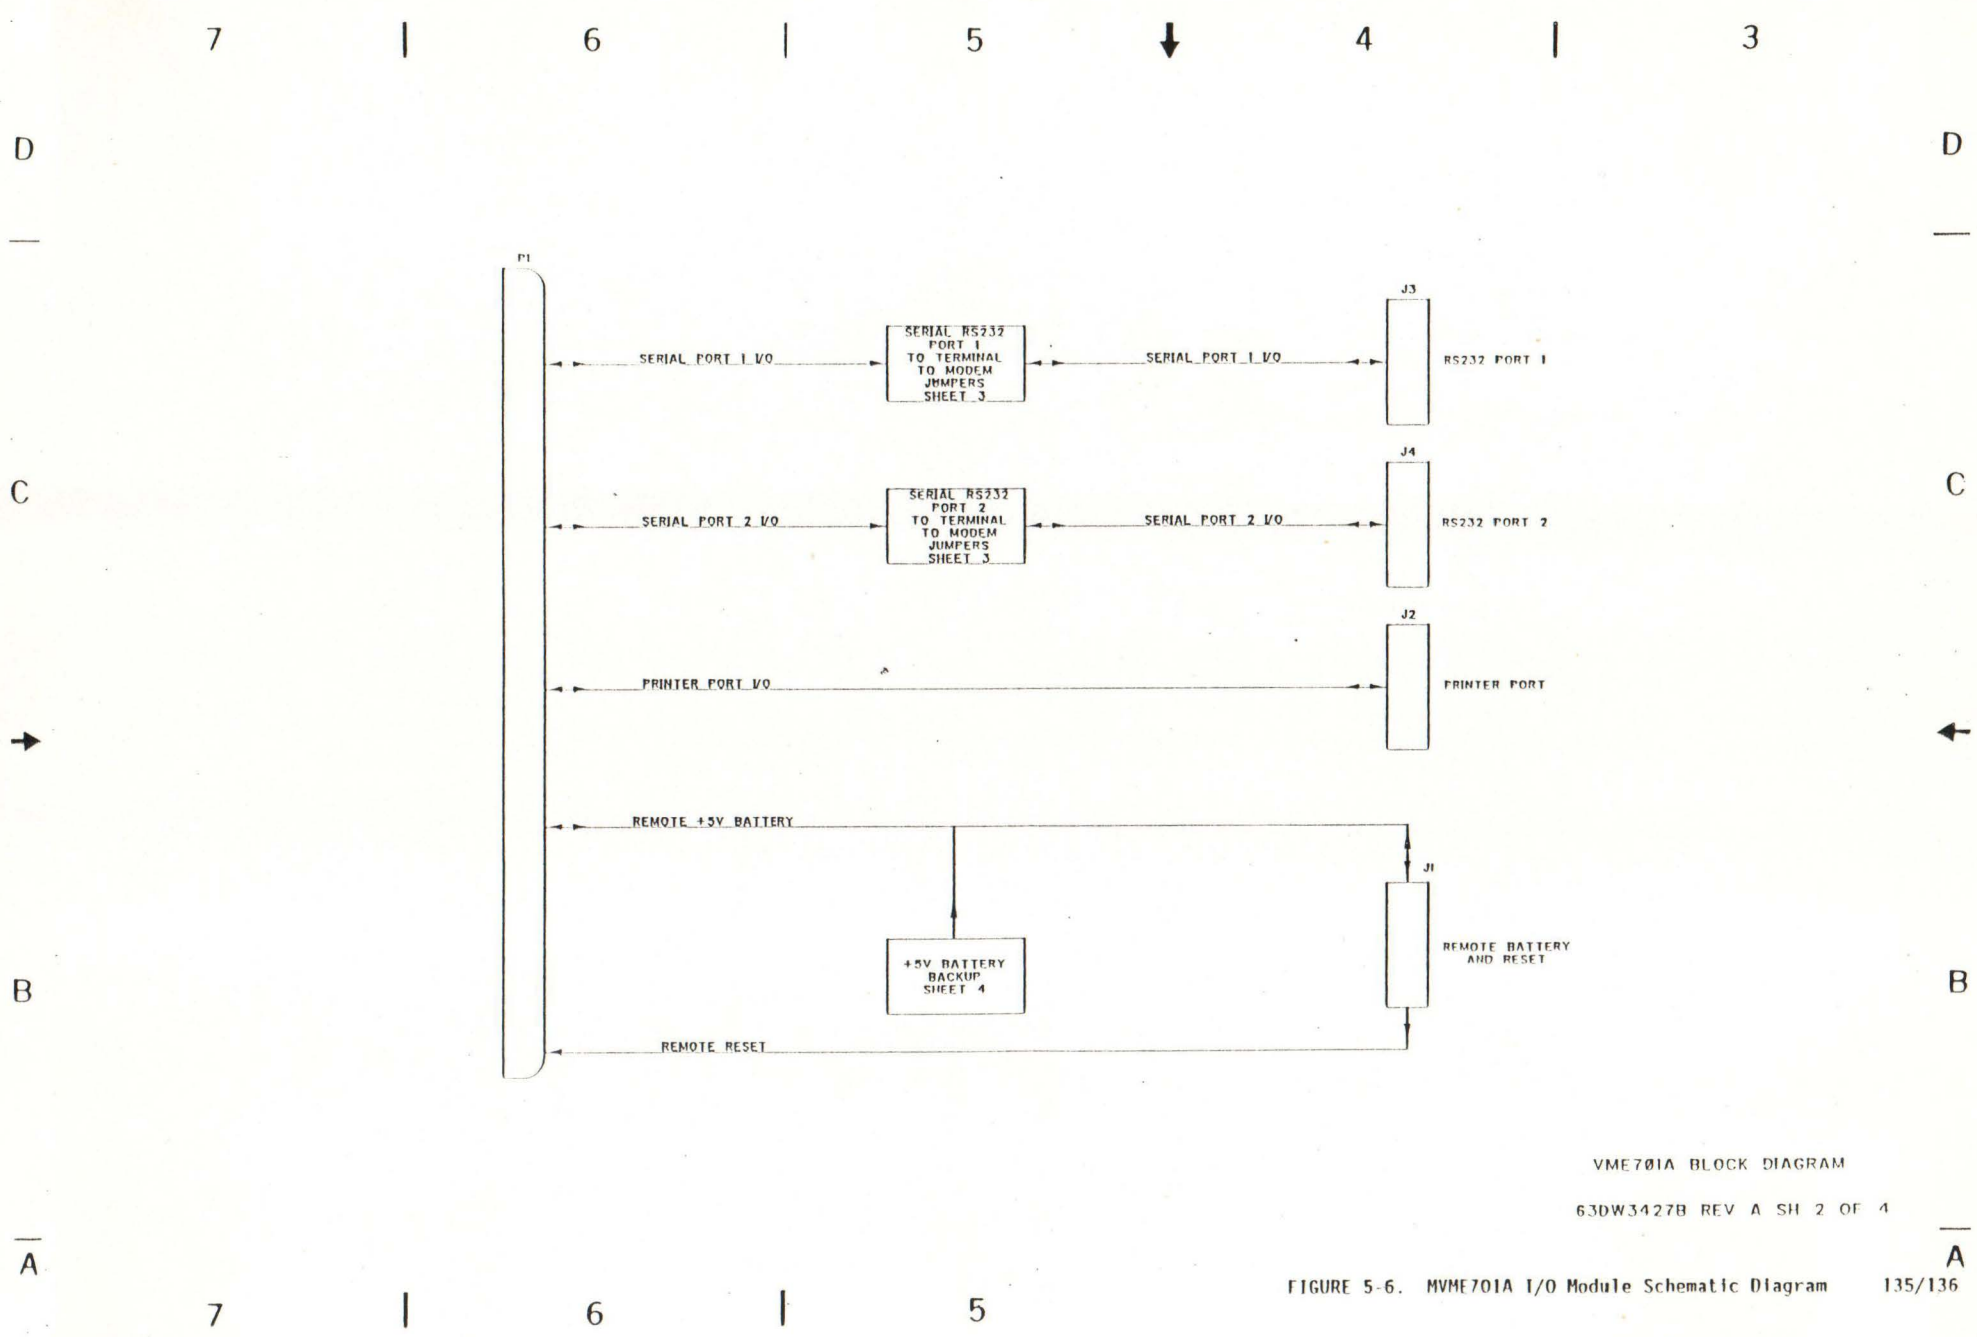 7 | 6 | 5 4 | 3
D D
P1
J3
SERIAL PORT 1 I/O
SERIAL RS232
PORT 1
TO TERMINAL
TO MODEM
JUMPERS
SHEET 3
SERIAL PORT 1 I/O
RS232 PORT 1
J4
C C
SERIAL PORT 2 I/O
SERIAL RS232
PORT 2
TO TERMINAL
TO MODEM
JUMPERS
SHEET 3
SERIAL PORT 2 I/O
RS232 PORT 2
J2
PRINTER PORT I/O
PRINTER PORT
REMOTE +5V BATTERY
J1
+5V BATTERY
BACKUP
SHEET 4
REMOTE BATTERY
AND RESET
B B
REMOTE RESET
VME701A BLOCK DIAGRAM
63DW3427B REV A SH 2 OF 4
A A
FIGURE 5-6. MVME701A I/O Module Schematic Diagram 135/136
7 | 6 | 5